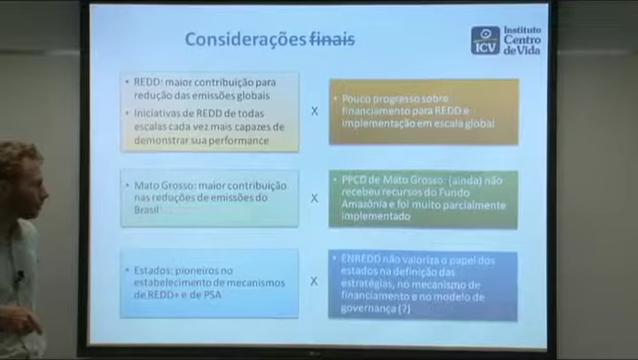 Considerações finais
Instituto
Centro
de Vida
ICV
• REDD: maior contribuição para
redução das emissões globais
• Iniciativas de REDD de todas
escalas cada vez mais capazes de
demonstrar sua performance
X
• Pouco progresso sobre
financiamento para REDD e
implementação em escala global
• Mato Grosso: maior contribuição
nas reduções de emissões do
Brasil
X
• PPCD de Mato Grosso: (ainda) não
recebeu recursos do Fundo
Amazônia e foi muito parcialmente
implementado
• Estados: pioneiros no
estabelecimento de mecanismos
de REDD+ e de PSA
X
• ENREDD não valoriza o papel dos
estados na definição das
estratégias, no mecanismo de
financiamento e no modelo de
governança (?)